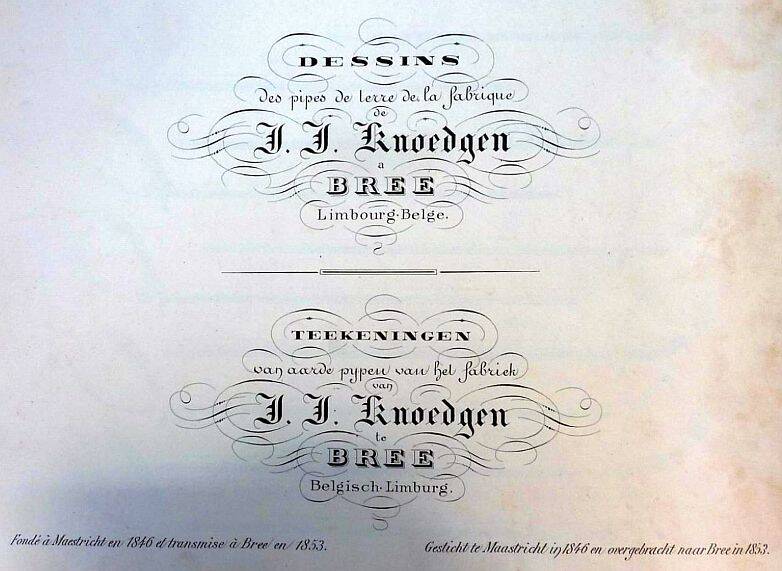 DESSINS
des pipes de terre de la fabrique
de
J. J. Knoedgen
a
BREE
Limbourg-Belge.
TEEKENINGEN
van aarde pypen van het fabriek
van
J. J. Knoedgen
te
BREE
Belgisch-Limburg.
Fondé à Maestricht en 1846 et transmise à Bree en 1853.
Gesticht te Maastricht in 1846 en overgebracht naar Bree in 1853.